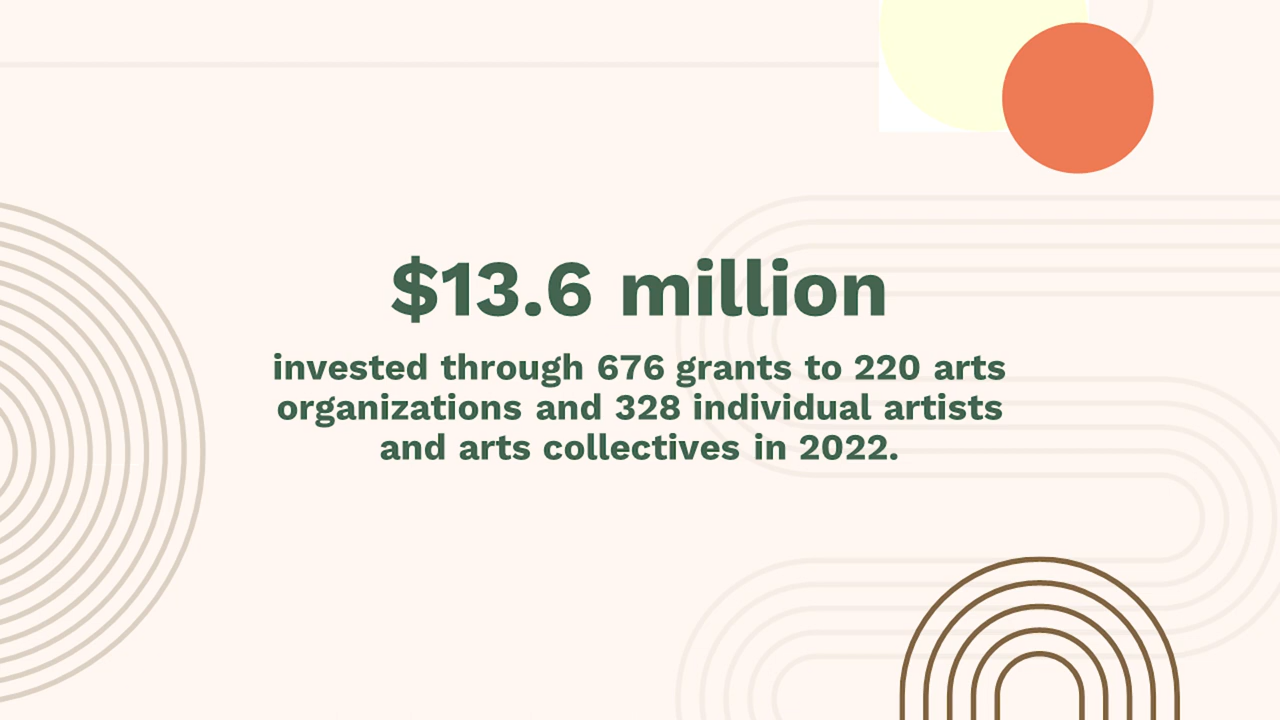 $13.6 million
invested through 676 grants to 220 arts
organizations and 328 individual artists
and arts collectives in 2022.